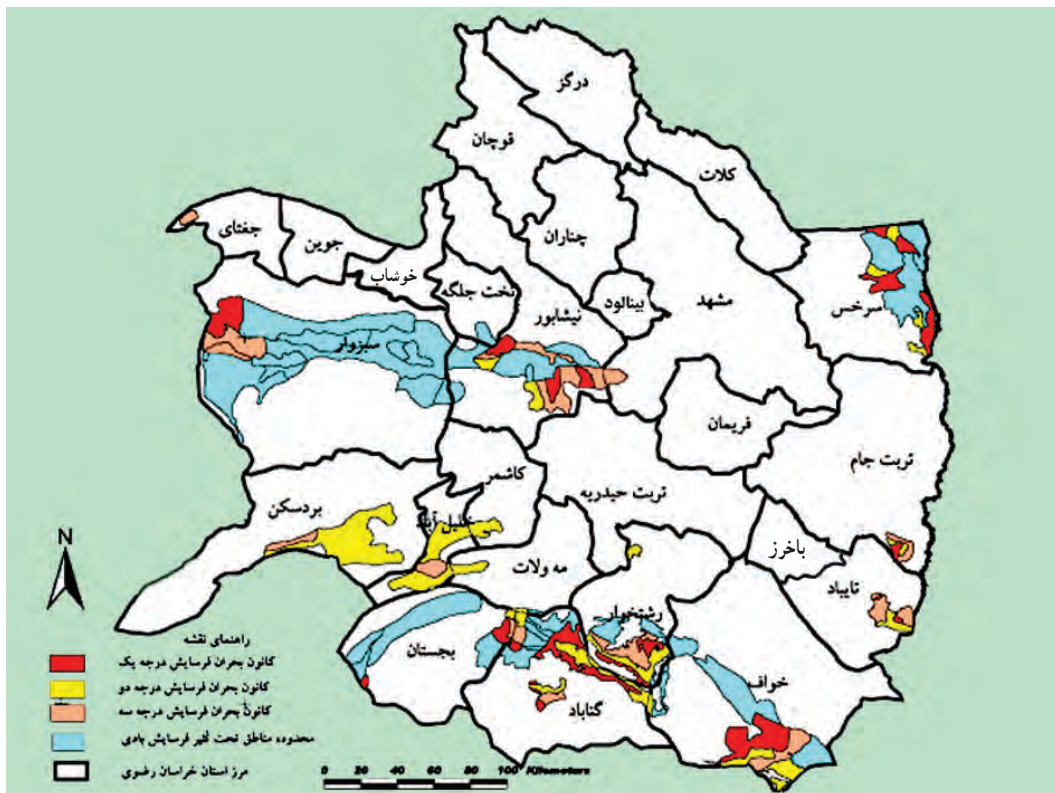 درگز
قوچان
کلات
چناران
جغتای
جوین
خوشاب
تخت جلگه
نیشابور
بینالود
مشهد
سرخس
سبزوار
فریمان
تربت جام
کاشمر
تربت حیدریه
بردسکن
خلیل آباد
مه ولات
باخرز
تایباد
رشتخوار
بجستان
خواف
گناباد
N
راهنمای نقشه
کانون بحران فرسایش درجه یک
کانون بحران فرسایش درجه دو
کانون بحران فرسایش درجه سه
محدوده مناطق تحت تأثیر فرسایش بادی
مرز استان خراسان رضوی
0 20 40 60 80 100 Kilometers